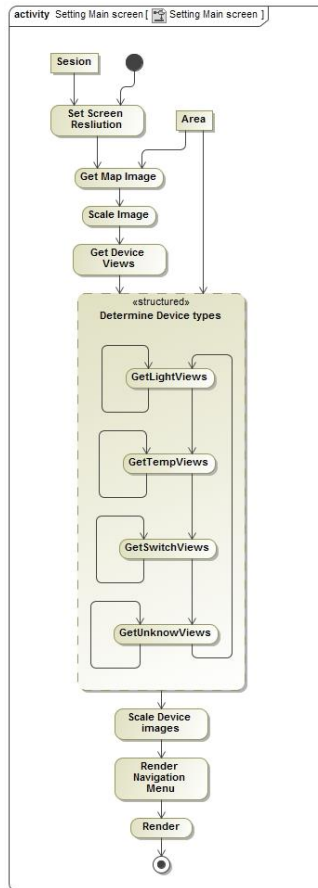 activity Setting Main screen [ Setting Main screen ]
Sesion
Set Screen
Resliution
Area
Get Map Image
Scale Image
Get Device
Views
«structured»
Determine Device types
GetLightViews
GetTempViews
GetSwitchViews
GetUnknowViews
Scale Device
images
Render
Navigation
Menu
Render